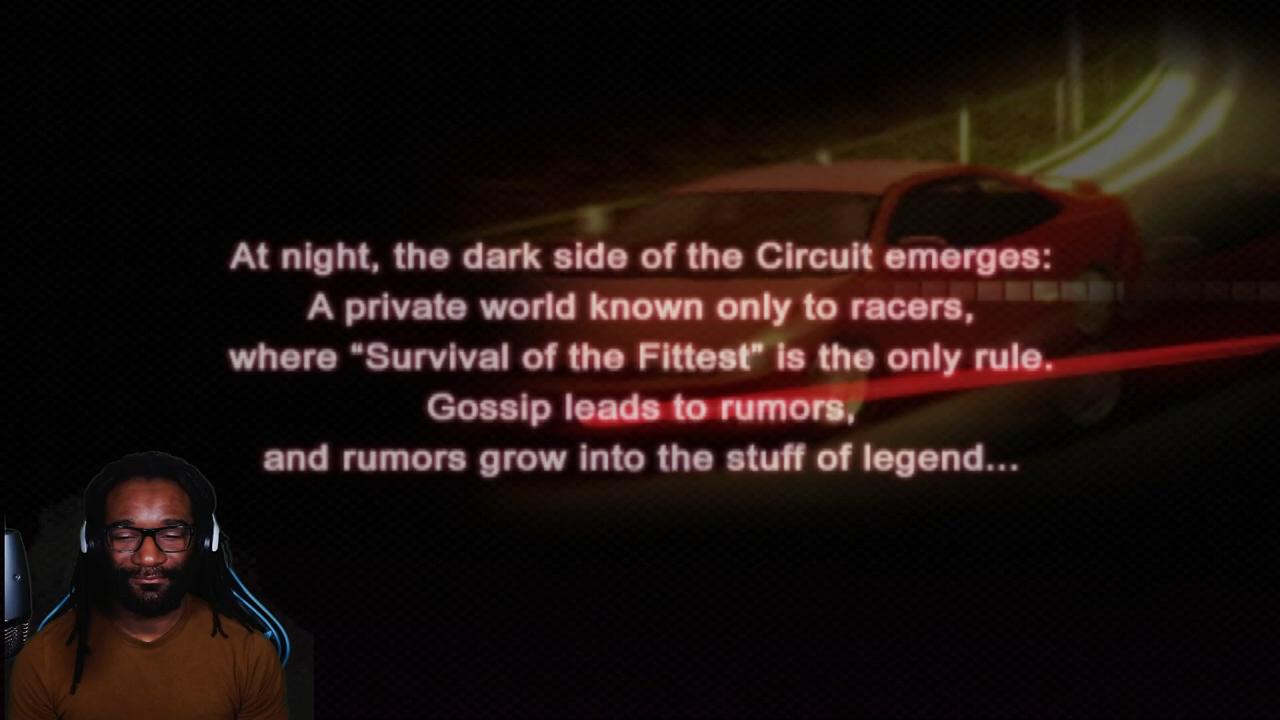 At night, the dark side of the Circuit emerges:
A private world known only to racers,
where “Survival of the Fittest” is the only rule.
Gossip leads to rumors,
and rumors grow into the stuff of legend...